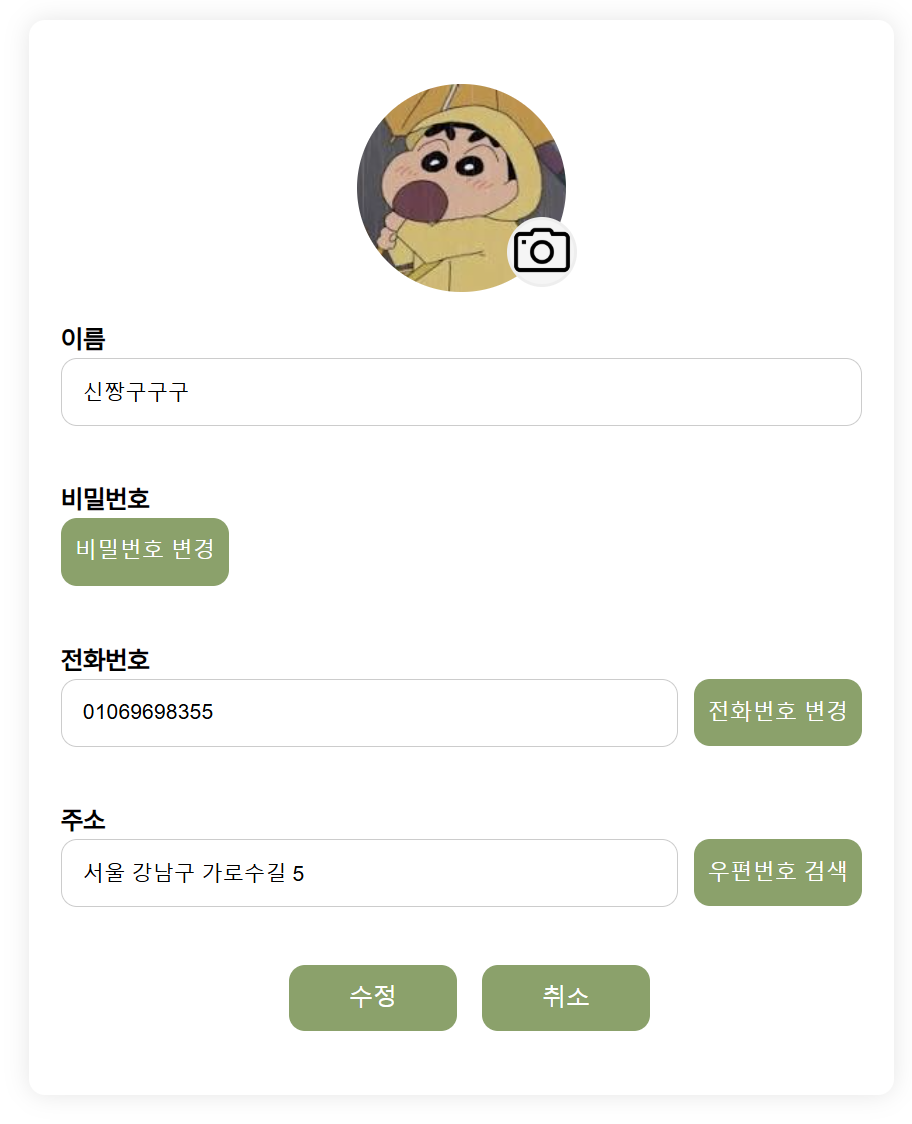 이름
신짱구구구
비밀번호
비밀번호 변경
전화번호
01069698355
전화번호 변경
주소
서울 강남구 가로수길 5
우편번호 검색
수정
취소